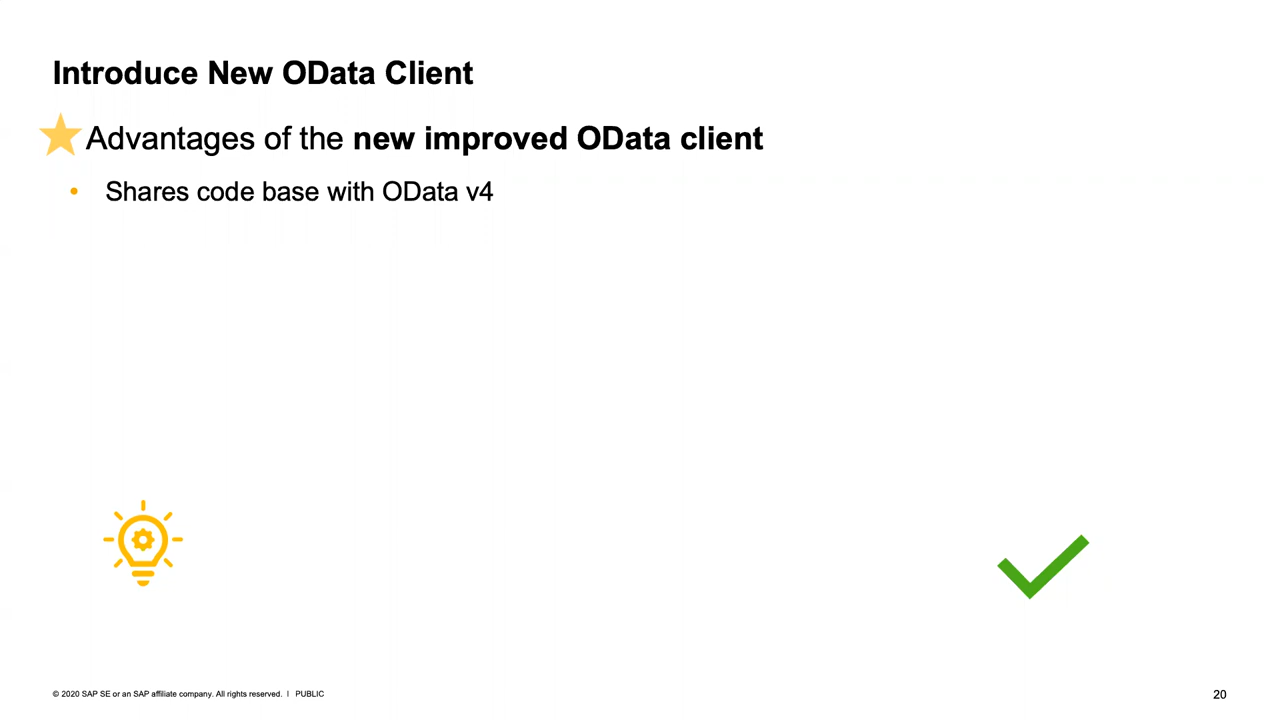 Introduce New OData Client
Advantages of the new improved OData client
• Shares code base with OData v4
© 2020 SAP SE or an SAP affiliate company. All rights reserved. ǀ PUBLIC
20